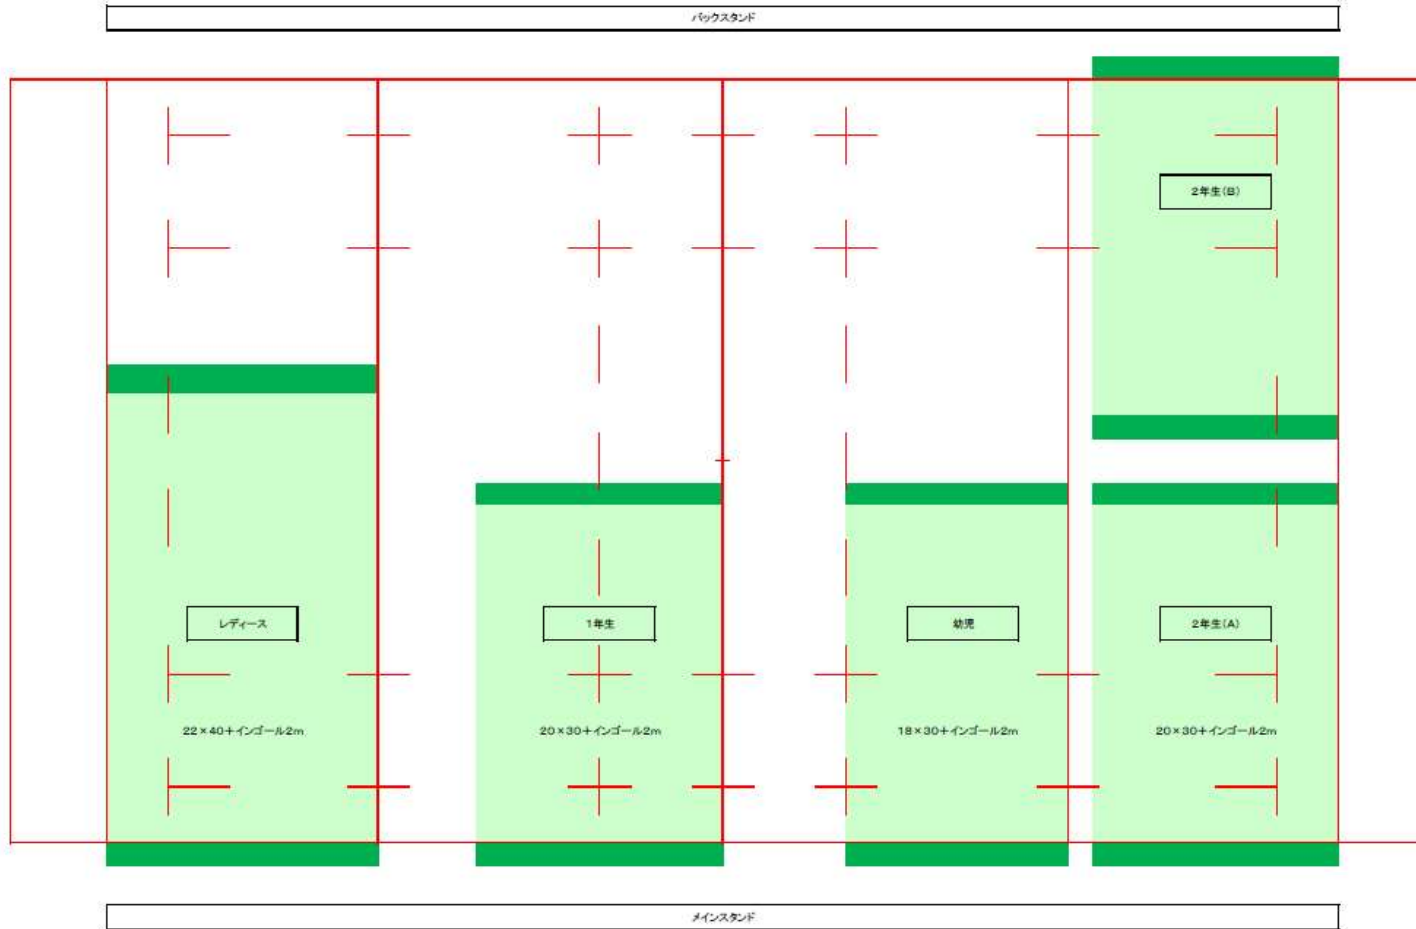 バックスタンド
2年生(B)
レディース
1年生
幼児
2年生(A)
22×40+インゴール2m
20×30+インゴール2m
18×30+インゴール2m
20×30+インゴール2m
メインスタンド